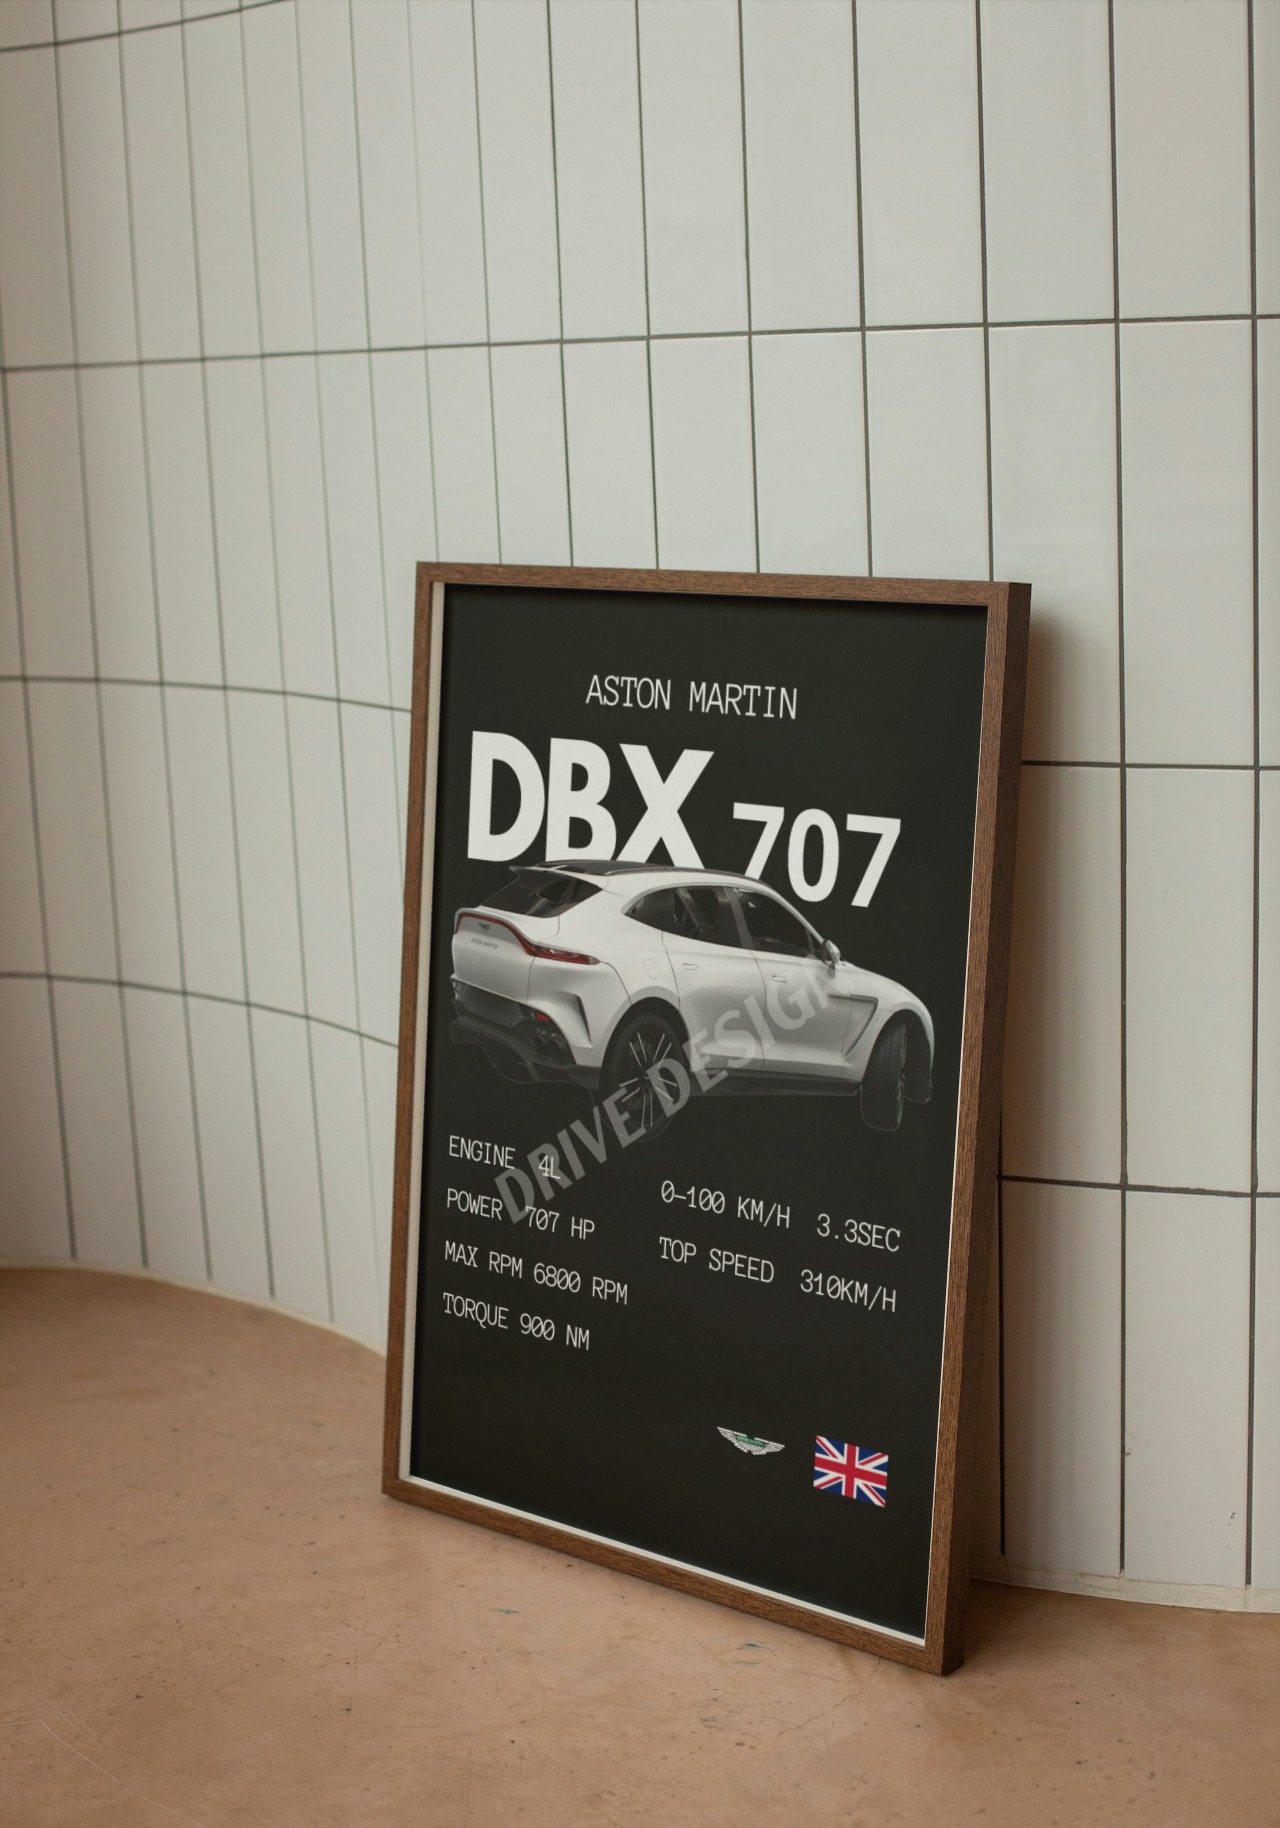 ASTON MARTIN
DBX 707
ASTON MARTIN
DRIVE DESIGN
ENGINE 4L
POWER 707 HP
MAX RPM 6800 RPM
TORQUE 900 NM
0-100 KM/H 3.3SEC
TOP SPEED 310KM/H